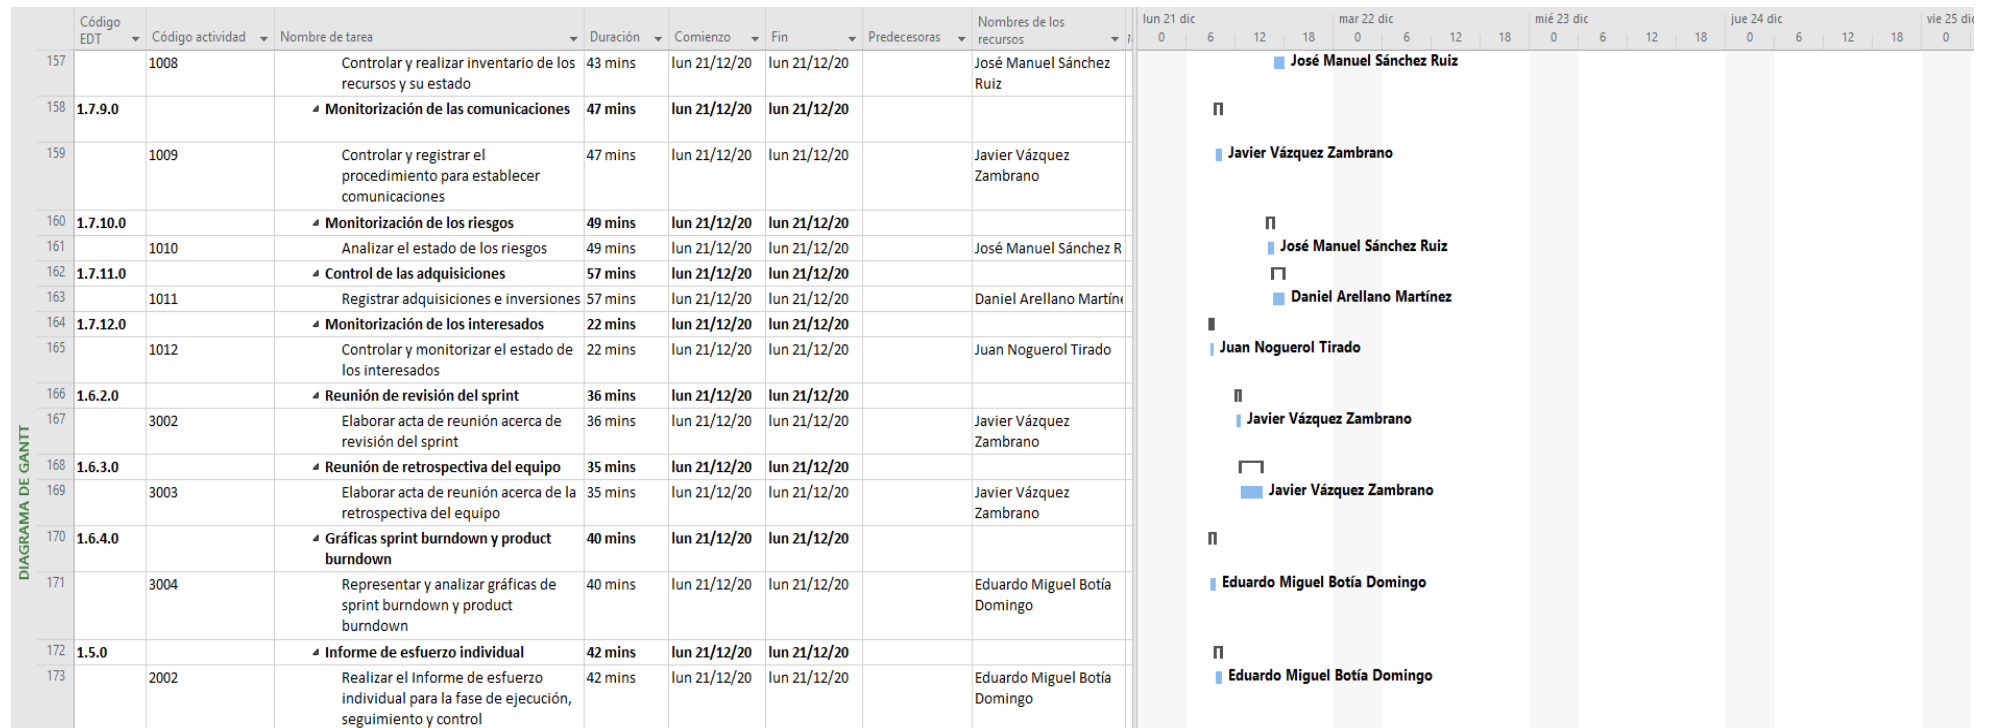 Código EDT Código actividad Nombre de tarea Duración Comienzo Fin Predecesoras Nombres de los recursos
lun 21 dic mar 22 dic mié 23 dic jue 24 dic vie 25 dic
0 6 12 18 0 6 12 18 0 6 12 18 0 6 12 18 0
157 1008 Controlar y realizar inventario de los 43 mins lun 21/12/20 lun 21/12/20 José Manuel Sánchez José Manuel Sánchez Ruiz
recursos y su estado Ruiz
158 1.7.9.0 Monitorización de las comunicaciones 47 mins lun 21/12/20 lun 21/12/20
159 1009 Controlar y registrar el 47 mins lun 21/12/20 lun 21/12/20 Javier Vázquez Javier Vázquez Zambrano
procedimiento para establecer Zambrano
comunicaciones
160 1.7.10.0 Monitorización de los riesgos 49 mins lun 21/12/20 lun 21/12/20
161 1010 Analizar el estado de los riesgos 49 mins lun 21/12/20 lun 21/12/20 José Manuel Sánchez R José Manuel Sánchez Ruiz
162 1.7.11.0 Control de las adquisiciones 57 mins lun 21/12/20 lun 21/12/20
163 1011 Registrar adquisiciones e inversiones 57 mins lun 21/12/20 lun 21/12/20 Daniel Arellano Martíne Daniel Arellano Martínez
164 1.7.12.0 Monitorización de los interesados 22 mins lun 21/12/20 lun 21/12/20
165 1012 Controlar y monitorizar el estado de 22 mins lun 21/12/20 lun 21/12/20 Juan Noguerol Tirado Juan Noguerol Tirado
los interesados
166 1.6.2.0 Reunión de revisión del sprint 36 mins lun 21/12/20 lun 21/12/20
167 3002 Elaborar acta de reunión acerca de 36 mins lun 21/12/20 lun 21/12/20 Javier Vázquez Javier Vázquez Zambrano
revisión del sprint Zambrano
168 1.6.3.0 Reunión de retrospectiva del equipo 35 mins lun 21/12/20 lun 21/12/20
169 3003 Elaborar acta de reunión acerca de la 35 mins lun 21/12/20 lun 21/12/20 Javier Vázquez Javier Vázquez Zambrano
retrospectiva del equipo Zambrano
170 1.6.4.0 Gráficas sprint burndown y product 40 mins lun 21/12/20 lun 21/12/20
burndown
171 3004 Representar y analizar gráficas de 40 mins lun 21/12/20 lun 21/12/20 Eduardo Miguel Botía Eduardo Miguel Botía Domingo
sprint burndown y product Domingo
burndown
172 1.5.0 Informe de esfuerzo individual 42 mins lun 21/12/20 lun 21/12/20
173 2002 Realizar el Informe de esfuerzo 42 mins lun 21/12/20 lun 21/12/20 Eduardo Miguel Botía Eduardo Miguel Botía Domingo
individual para la fase de ejecución, Domingo
seguimiento y control
DIAGRAMA DE GANTT